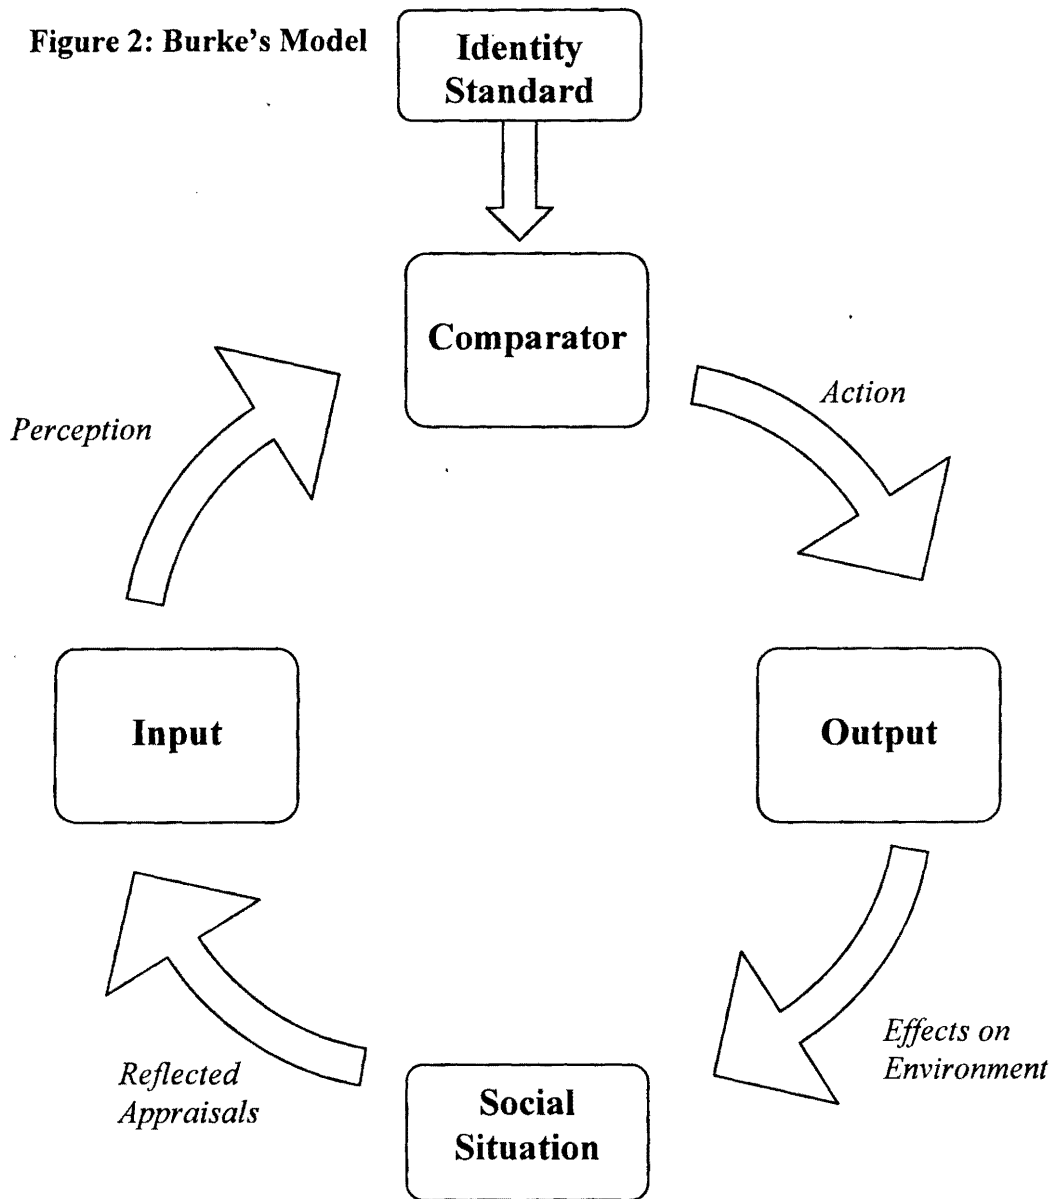 Figure 2: Burke's Model
Identity
Standard
Comparator
Action
Perception
Input
Output
Effects on
Environment
Reflected
Appraisals
Social
Situation